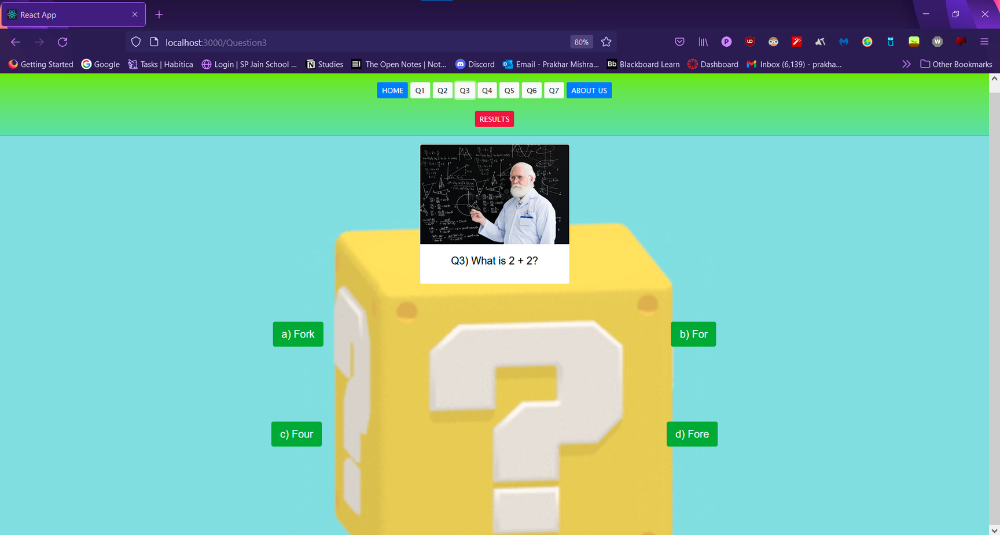 React App
localhost:3000/Question3
80%
Getting Started Google Tasks | Habitica Login | SP Jain School ... Studies The Open Notes | Not... Discord Email - Prakhar Mishra... Bb Blackboard Learn Dashboard Inbox (6,139) - prakha... Other Bookmarks
HOME Q1 Q2 Q3 Q4 Q5 Q6 Q7 ABOUT US
RESULTS
Q3) What is 2 + 2?
a) Fork b) For
c) Four d) Fore